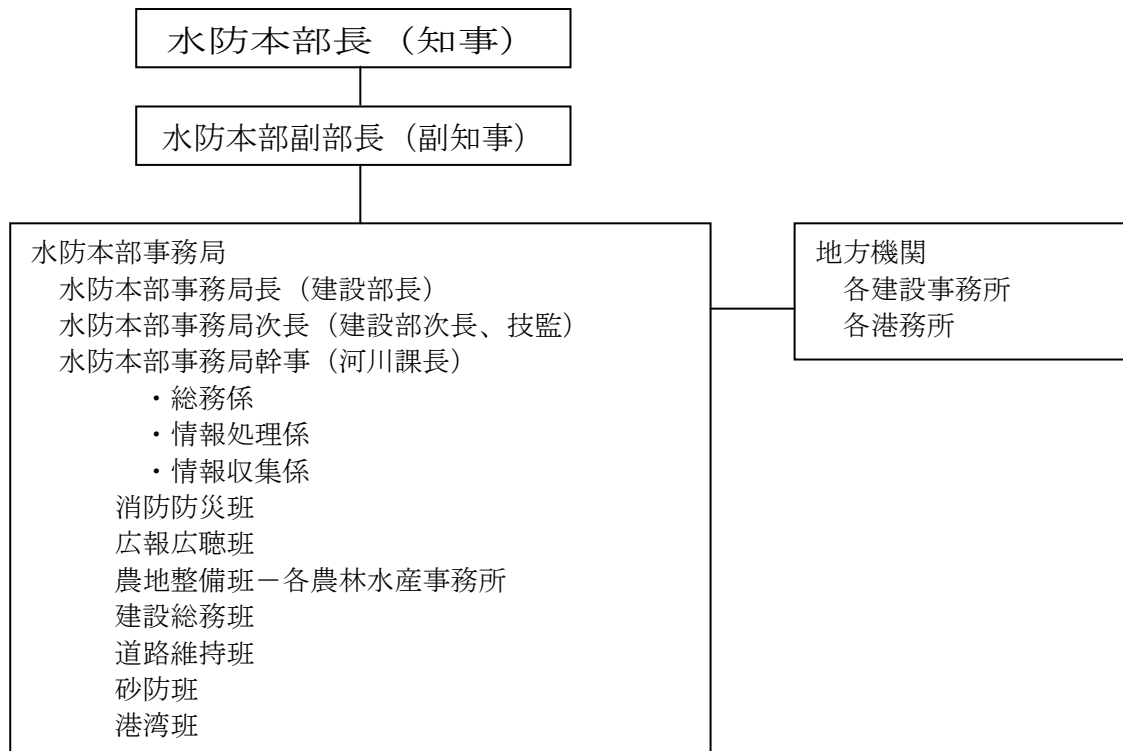 水防本部長（知事）
水防本部副部長（副知事）
水防本部事務局
水防本部事務局長（建設部長）
水防本部事務局次長（建設部次長、技監）
水防本部事務局幹事（河川課長）
・総務係
・情報処理係
・情報収集係
消防防災班
広報広聴班
農地整備班－各農林水産事務所
建設総務班
道路維持班
砂防班
港湾班
地方機関
各建設事務所
各港務所